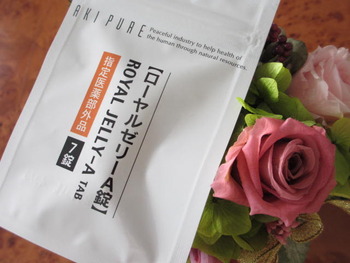 AKI PURE
Peaceful industry to help health of
the human through natural resources.
[ローヤルゼリーA錠]
ROYAL JELLY-A TAB
指定医薬部外品
7錠